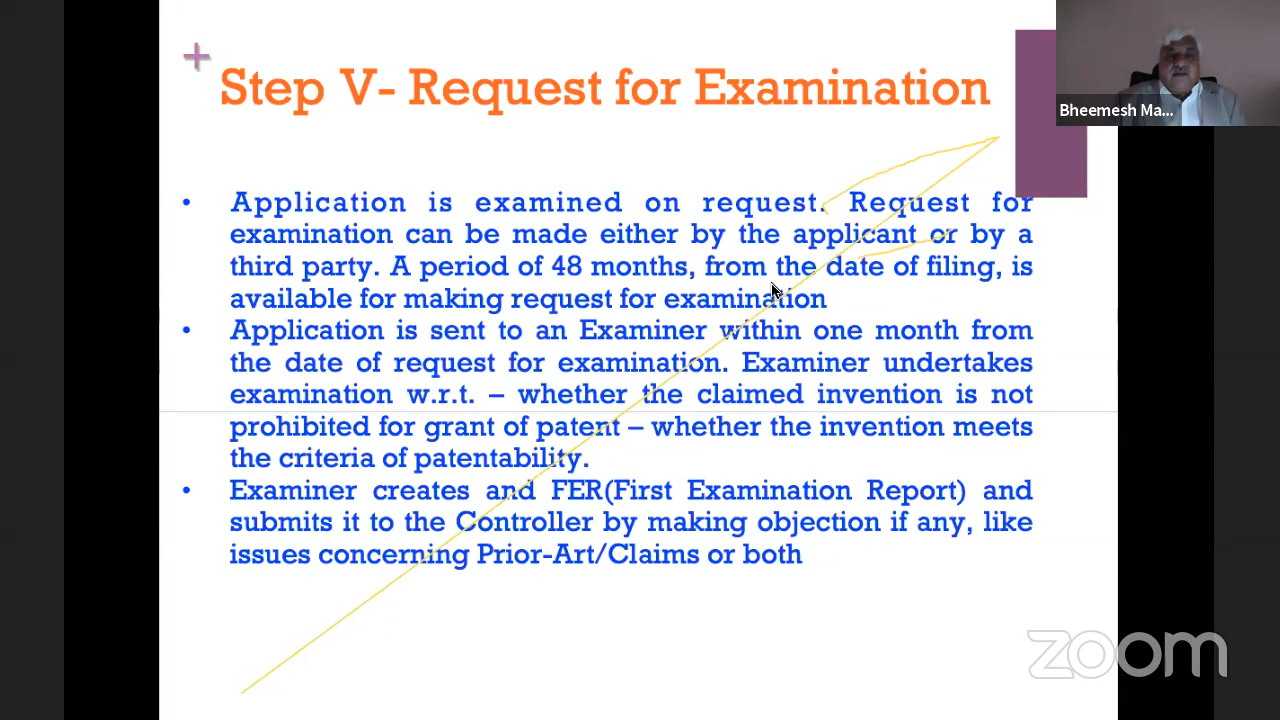 +
Step V- Request for Examination
Bheemesh Ma...
• Application is examined on request. Request for
examination can be made either by the applicant or by a
third party. A period of 48 months, from the date of filing, is
available for making request for examination
• Application is sent to an Examiner within one month from
the date of request for examination. Examiner undertakes
examination w.r.t. – whether the claimed invention is not
prohibited for grant of patent – whether the invention meets
the criteria of patentability.
• Examiner creates and FER(First Examination Report) and
submits it to the Controller by making objection if any, like
issues concerning Prior-Art/Claims or both
zoom